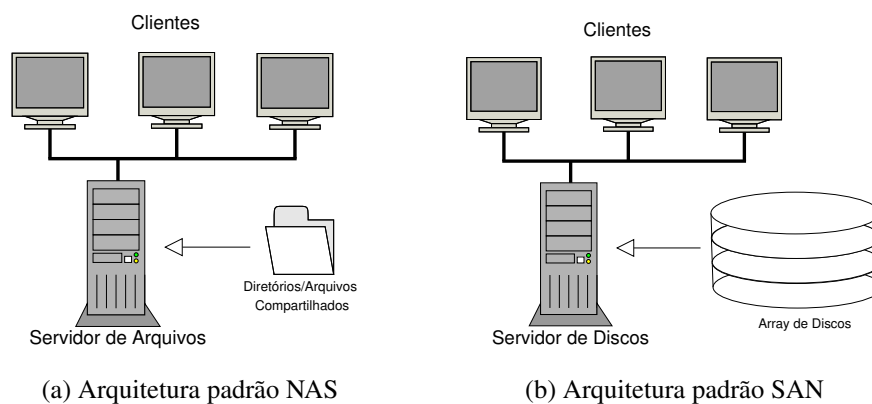 Clientes
Diretórios/Arquivos
Compartilhados
Servidor de Arquivos
(a) Arquitetura padrão NAS
Clientes
Array de Discos
Servidor de Discos
(b) Arquitetura padrão SAN